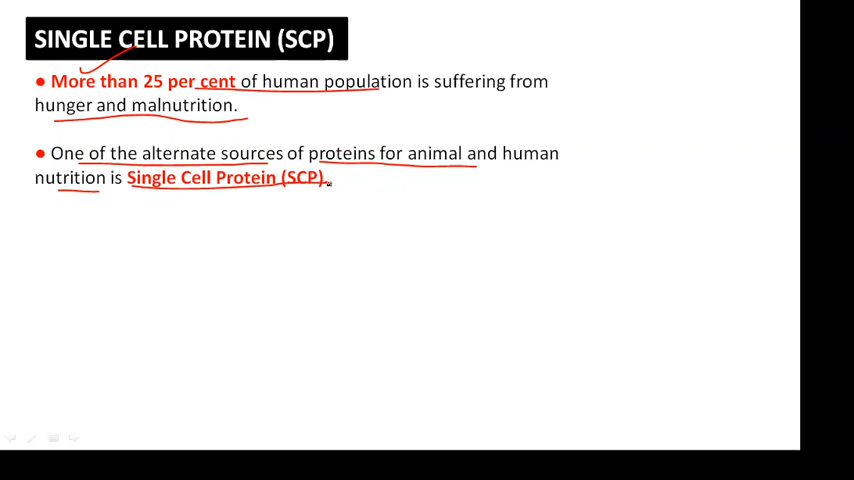 SINGLE CELL PROTEIN (SCP)
● More than 25 per cent of human population is suffering from
hunger and malnutrition.
● One of the alternate sources of proteins for animal and human
nutrition is Single Cell Protein (SCP).